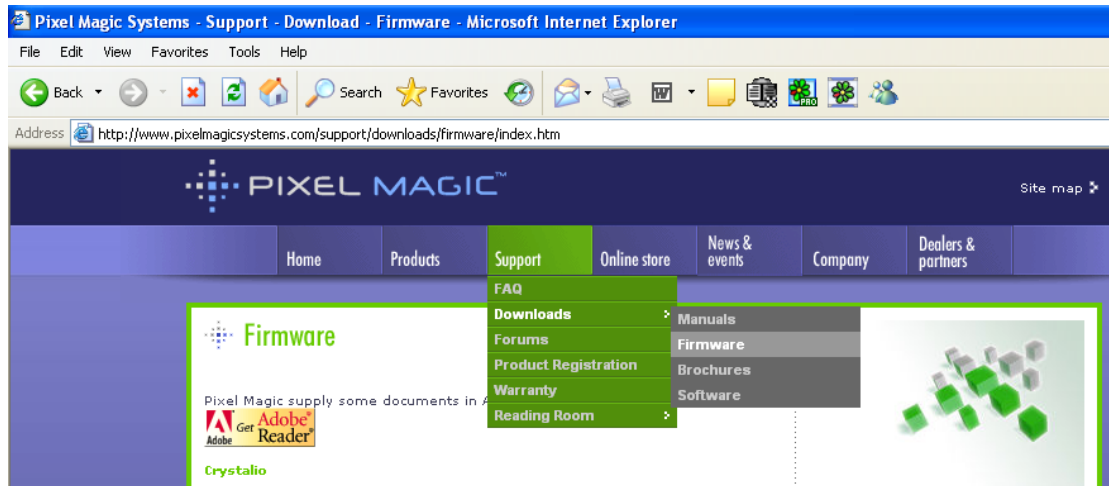 Pixel Magic Systems - Support - Download - Firmware - Microsoft Internet Explorer
File Edit View Favorites Tools Help
Back Search Favorites
PRO
Address http://www.pixelmagicsystems.com/support/downloads/firmware/index.htm
PIXEL MAGIC™
Site map
Home Products Support Online store News & events Company Dealers & partners
FAQ
Downloads
Manuals
Forums
Firmware
Product Registration
Brochures
Warranty
Software
Reading Room
Firmware
Pixel Magic supply some documents in A
Adobe Get Adobe® Reader®
Crystalio